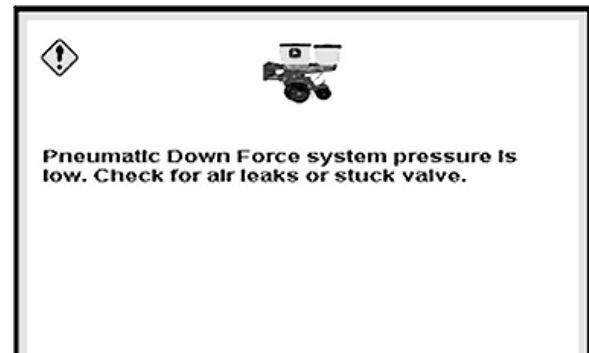 Pneumatic Down Force system pressure is
low. Check for air leaks or stuck valve.